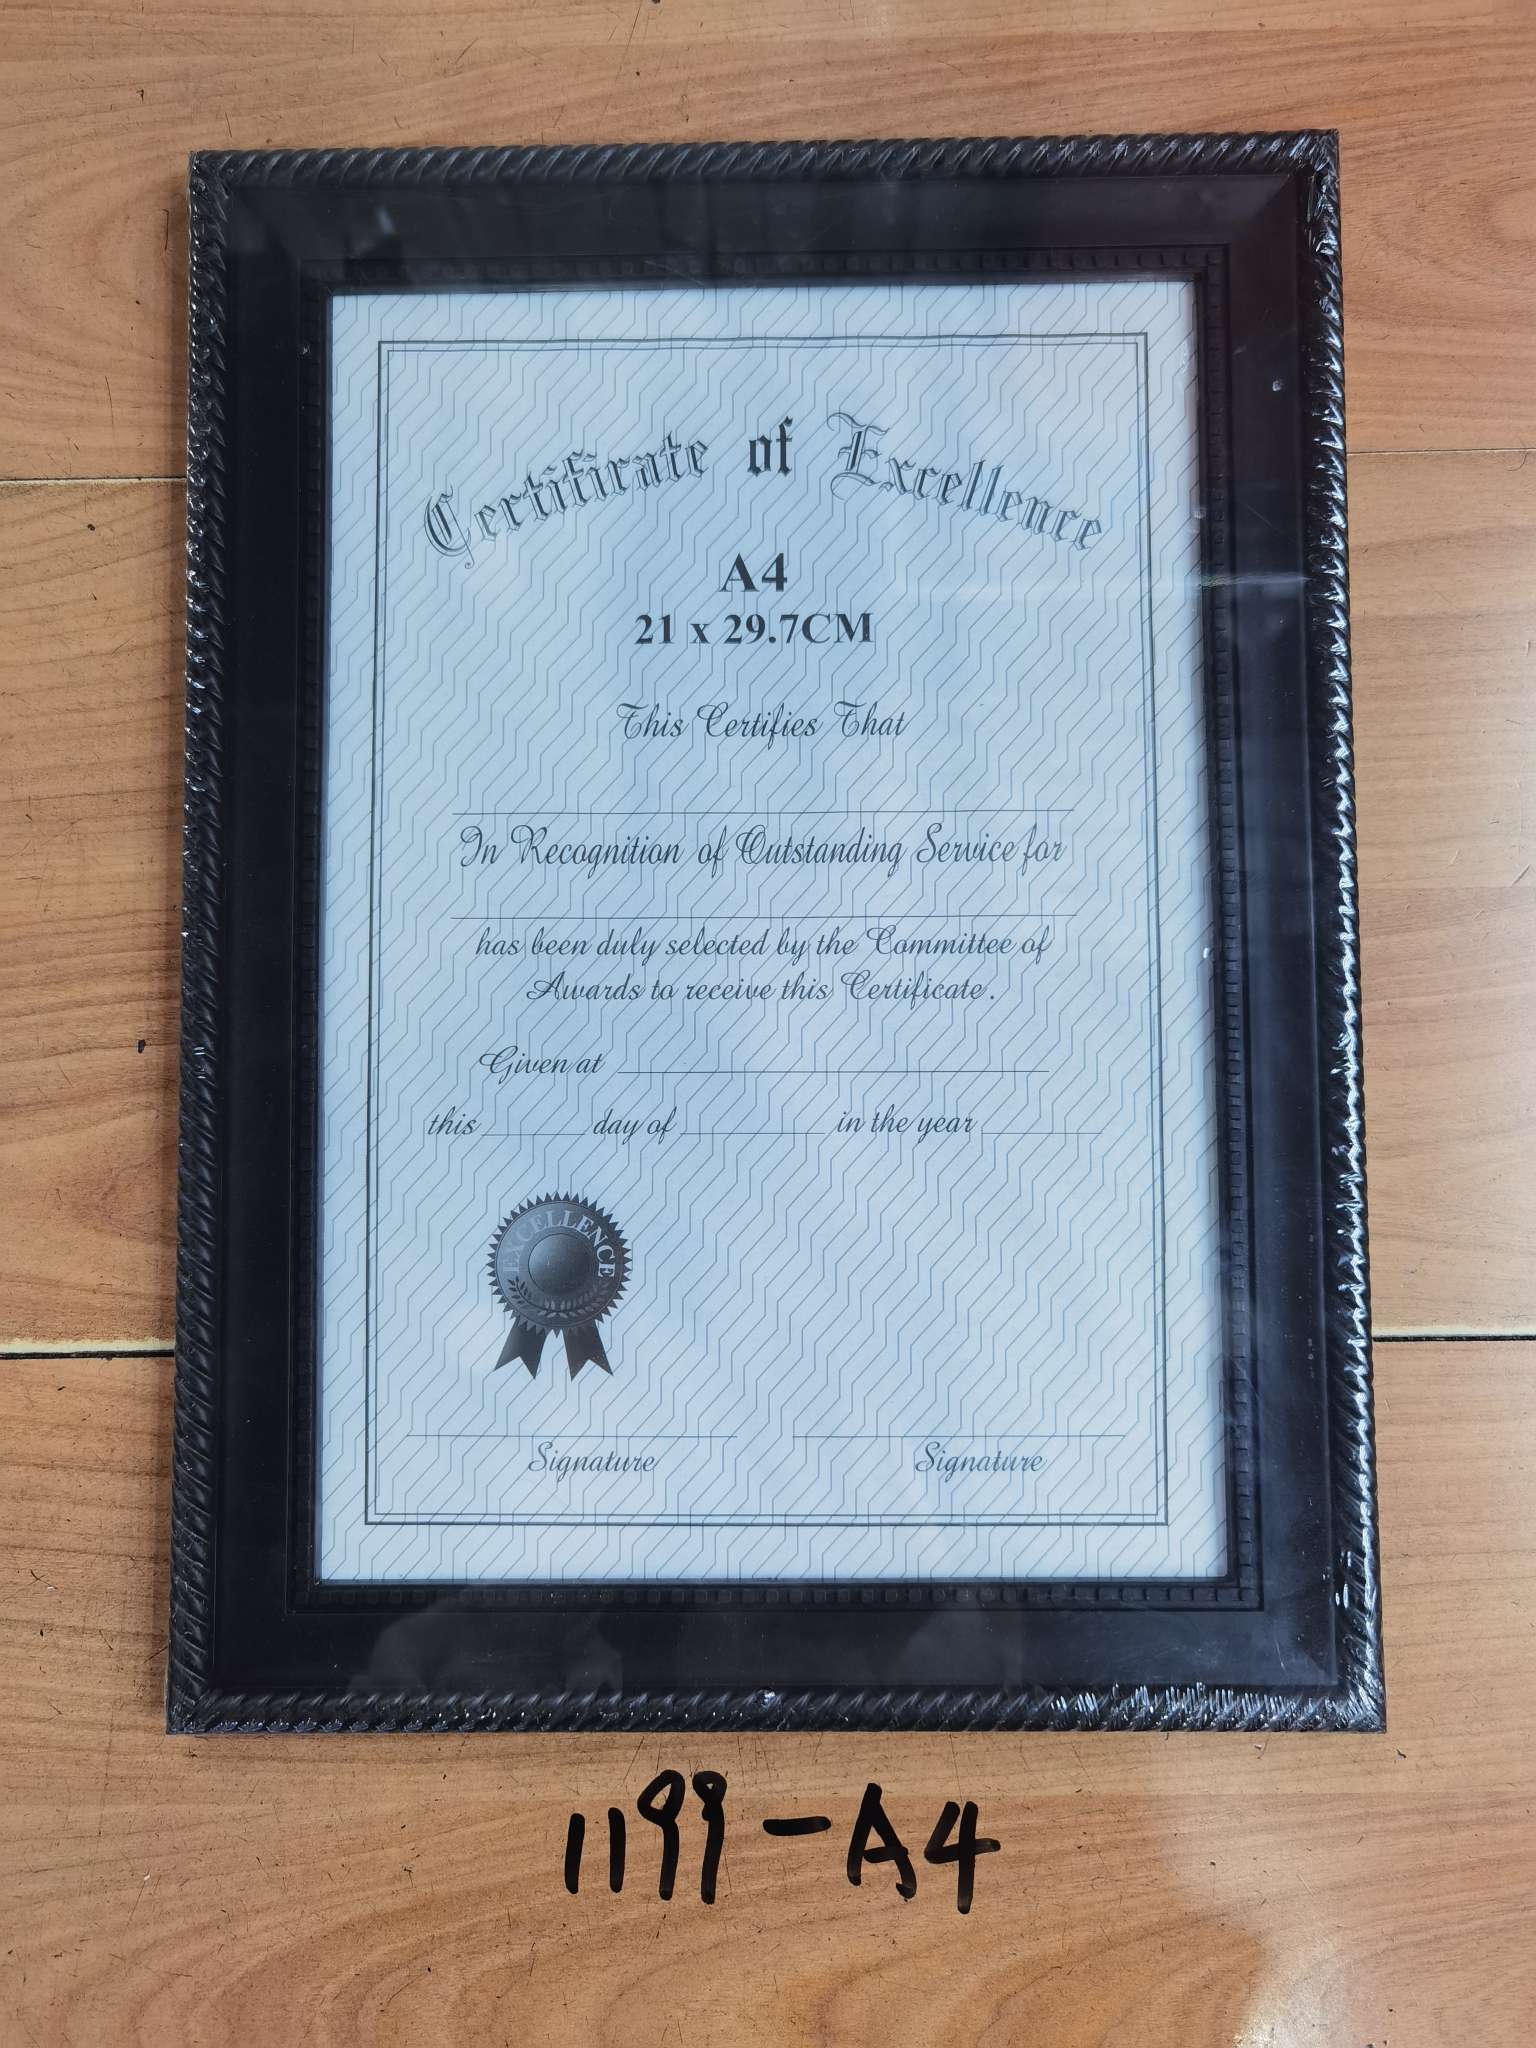 Certificate of Excellence
A4
21 x 29.7CM
This Certifies That
In Recognition of Outstanding Service for
has been duly selected by the Committee of
Awards to receive this Certificate.
Given at
this day of in the year
EXCELLENCE
Signature Signature
1199-A4